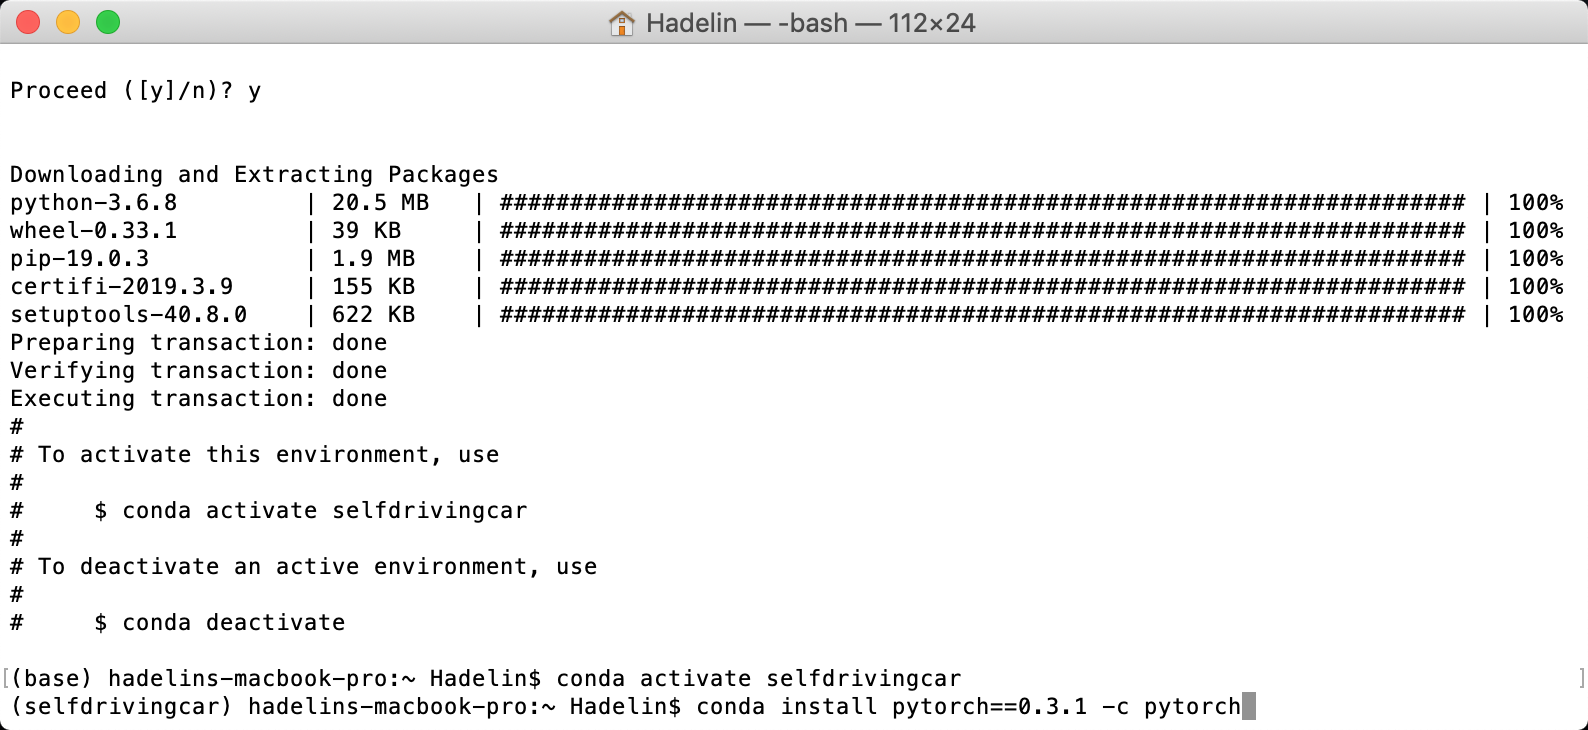 Hadelin — -bash — 112×24
Proceed ([y]/n)? y
Downloading and Extracting Packages
python-3.6.8         | 20.5 MB   | ##################################################################### | 100%
wheel-0.33.1         | 39 KB     | ##################################################################### | 100%
pip-19.0.3           | 1.9 MB    | ##################################################################### | 100%
certifi-2019.3.9     | 155 KB    | ##################################################################### | 100%
setuptools-40.8.0    | 622 KB    | ##################################################################### | 100%
Preparing transaction: done
Verifying transaction: done
Executing transaction: done
#
# To activate this environment, use
#
#     $ conda activate selfdrivingcar
#
# To deactivate an active environment, use
#
#     $ conda deactivate
[(base) hadelins-macbook-pro:~ Hadelin$ conda activate selfdrivingcar ]
(selfdrivingcar) hadelins-macbook-pro:~ Hadelin$ conda install pytorch==0.3.1 -c pytorch